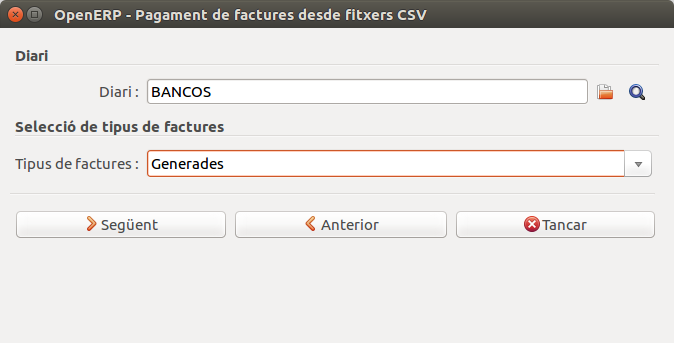 OpenERP - Pagament de factures desde fitxers CSV
Diari
Diari : BANCOS
Selecció de tipus de factures
Tipus de factures : Generades
Següent Anterior Tancar